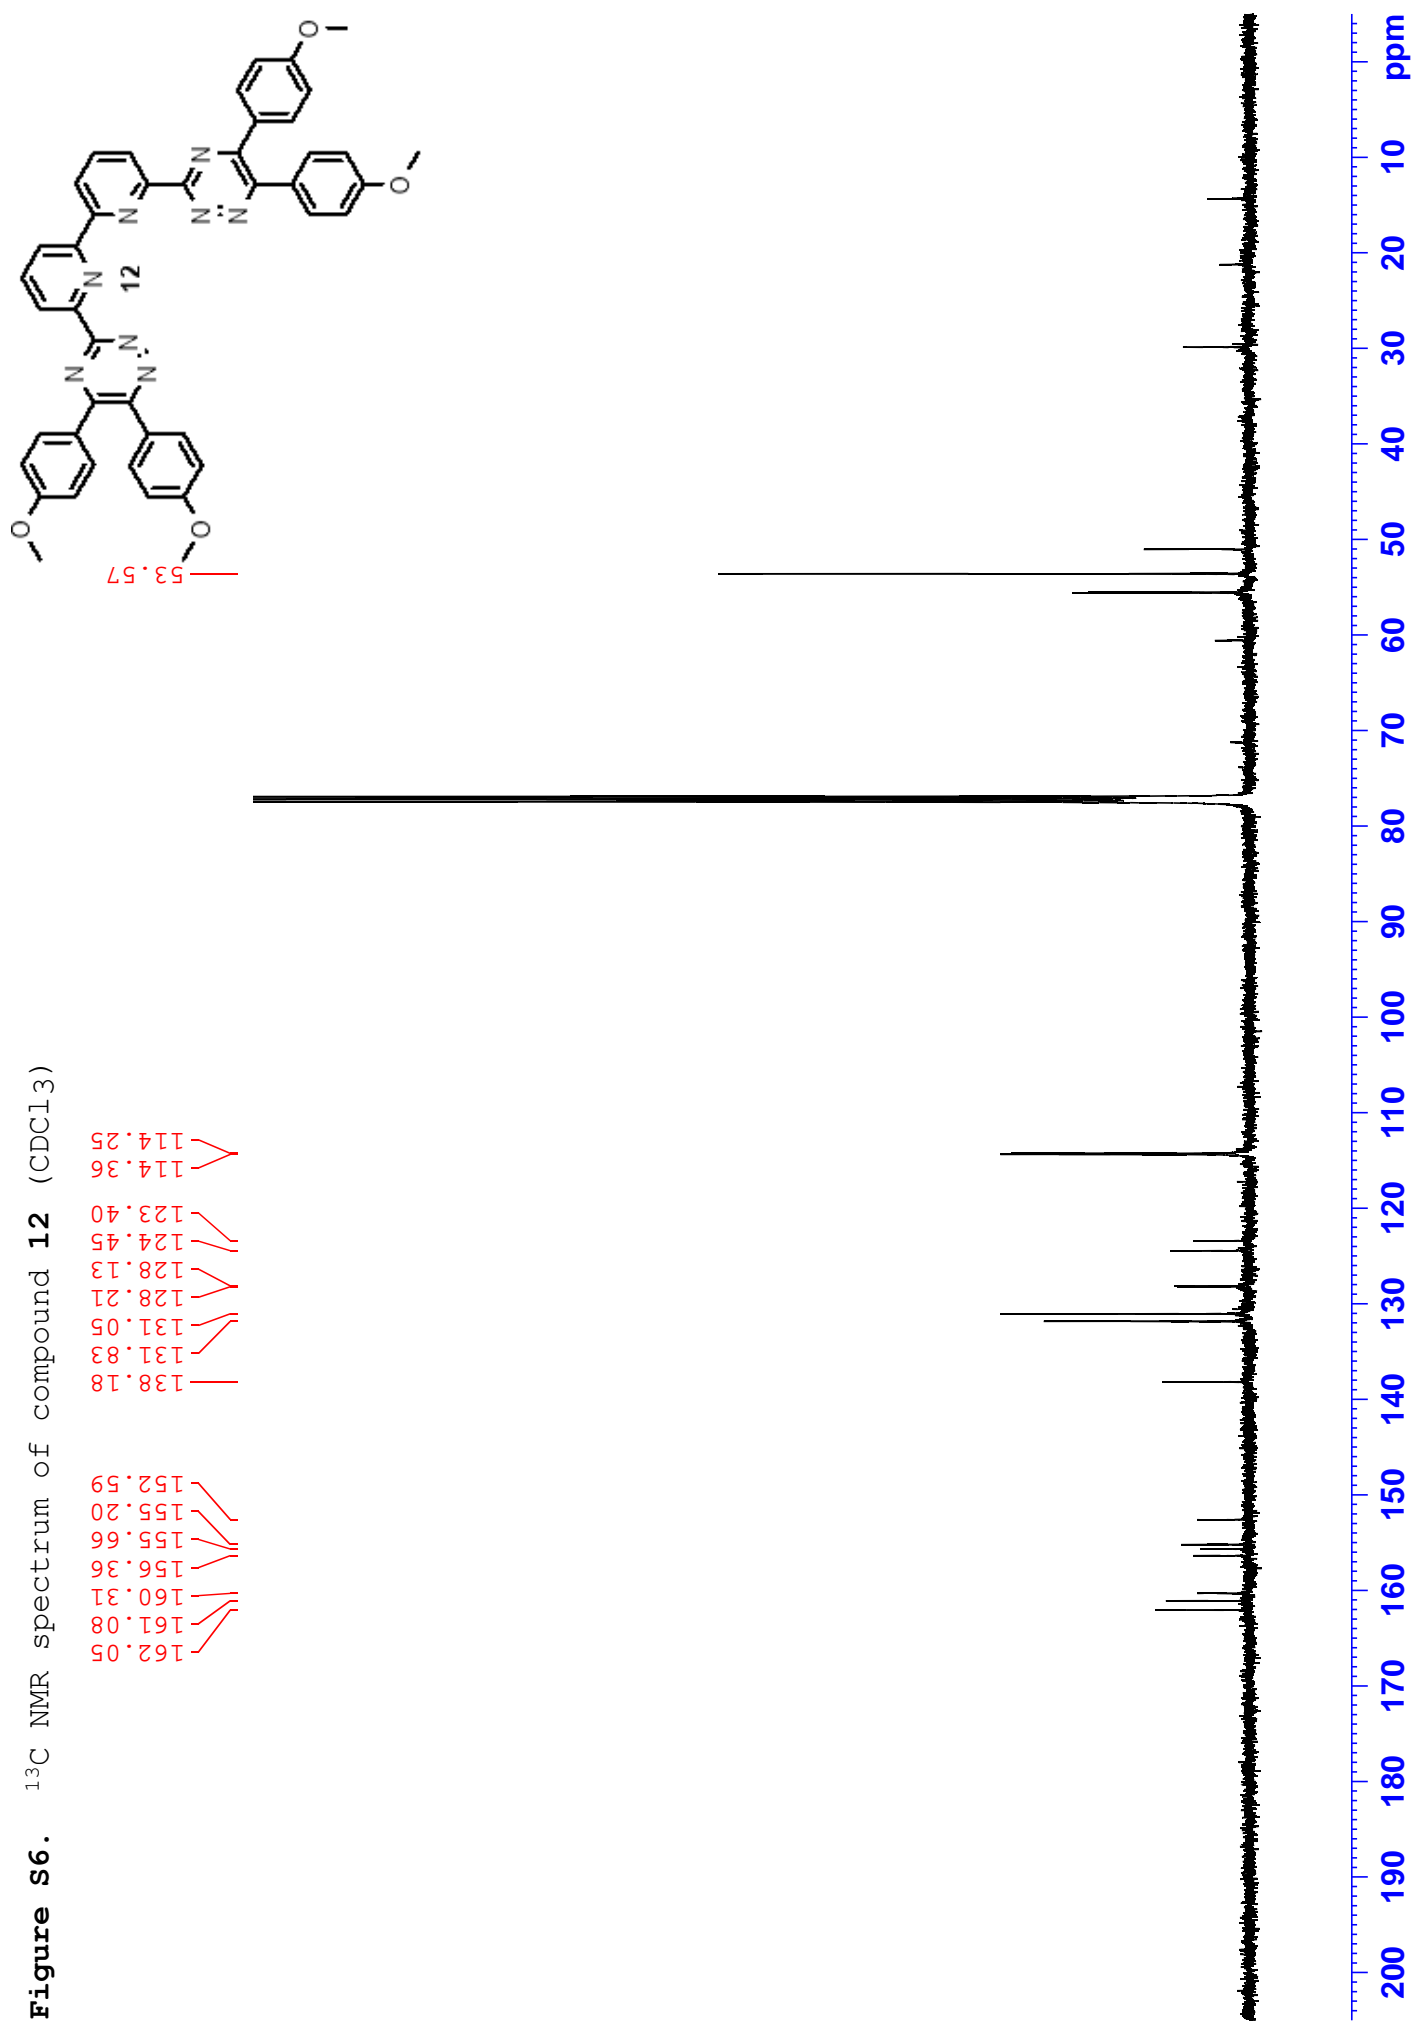 Figure S6. ¹³C NMR spectrum of compound 12 (CDCl3)
162.05
161.08
160.31
156.36
155.66
155.20
152.59
138.18
131.83
131.05
128.21
128.13
124.45
123.40
114.36
114.25
53.57
O
O
N
N
N
N
12
N
N
N
N
O
O
200 190 180 170 160 150 140 130 120 110 100 90 80 70 60 50 40 30 20 10 ppm